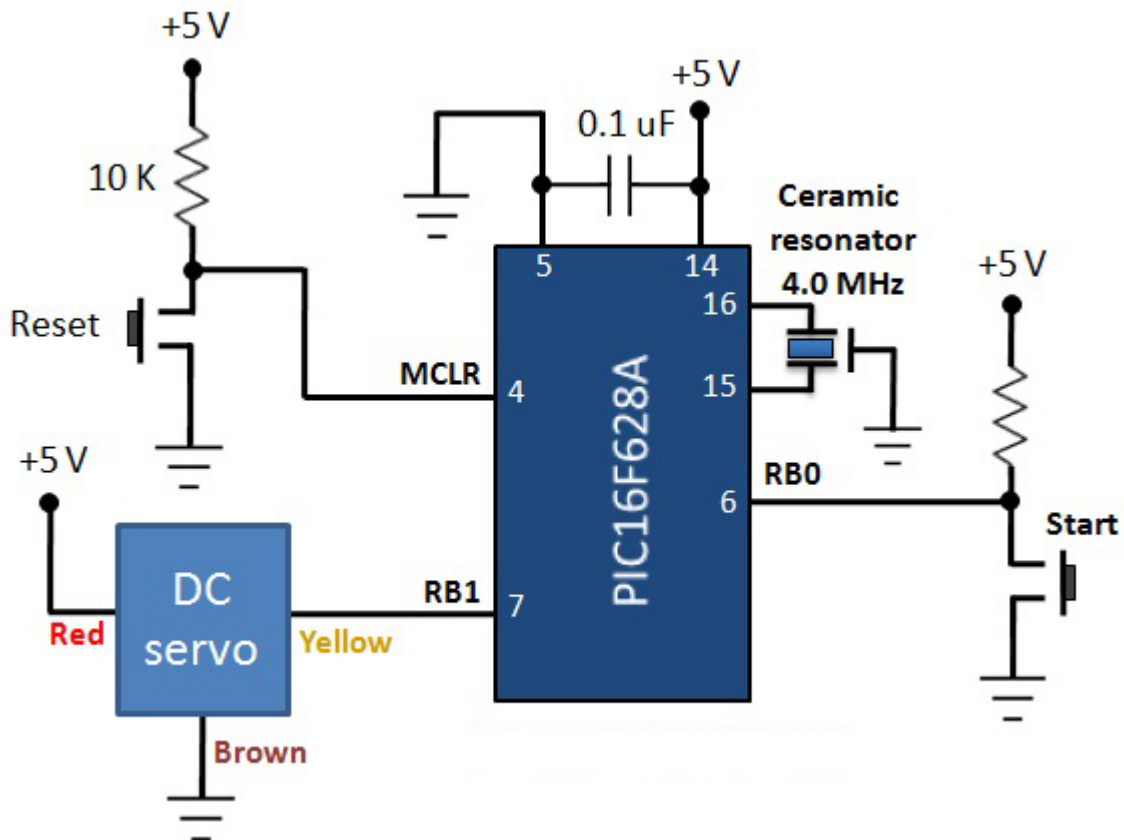 +5 V
+5 V
0.1 uF
10 K
Ceramic
resonator
4.0 MHz
+5 V
5
14
16
Reset
MCLR
4
15
PIC16F628A
+5 V
RB0
6
Start
DC
servo
RB1
7
Red
Yellow
Brown